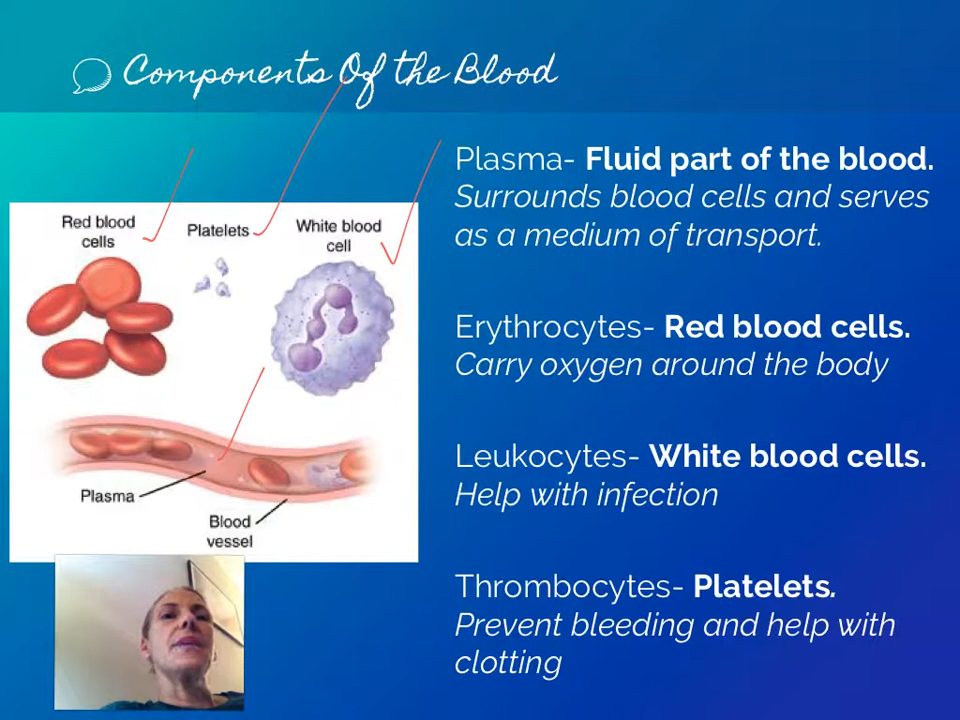 Components Of the Blood
Red blood
cells
Platelets
White blood
cell
Plasma
Blood
vessel
Plasma- Fluid part of the blood.
Surrounds blood cells and serves
as a medium of transport.
Erythrocytes- Red blood cells.
Carry oxygen around the body
Leukocytes- White blood cells.
Help with infection
Thrombocytes- Platelets.
Prevent bleeding and help with
clotting